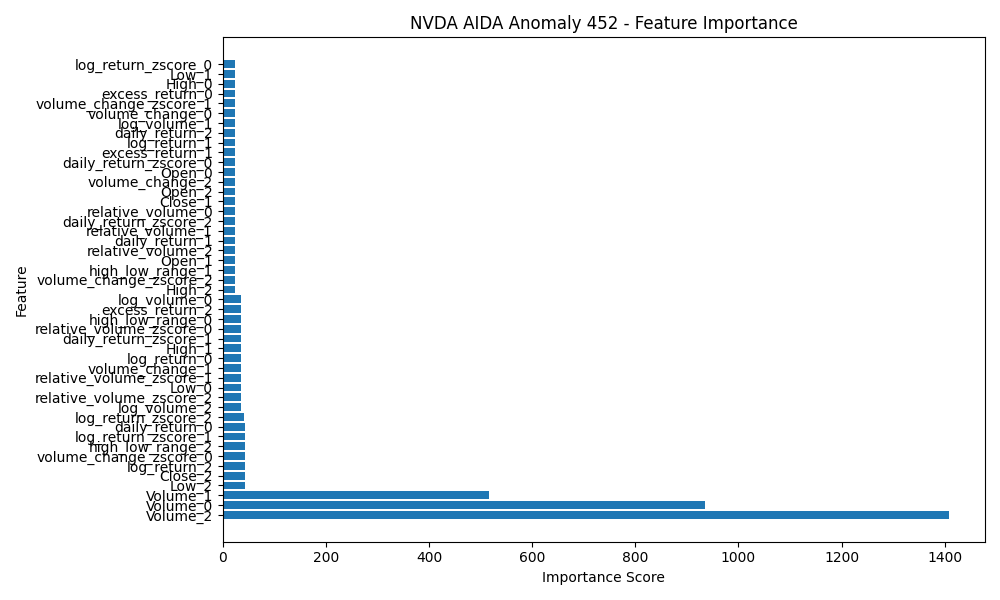 NVDA AIDA Anomaly 452 - Feature Importance
log_return_zscore_0
Low_1
High_0
excess_return_0
volume_change_zscore_1
volume_change_0
log_volume_1
daily_return_2
log_return_1
excess_return_1
daily_return_zscore_0
Open_0
volume_change_2
Open_2
Close_1
relative_volume_0
daily_return_zscore_2
relative_volume_1
daily_return_1
relative_volume_2
Open_1
high_low_range_1
volume_change_zscore_2
High_2
log_volume_0
excess_return_2
high_low_range_0
relative_volume_zscore_0
daily_return_zscore_1
High_1
log_return_0
volume_change_1
relative_volume_zscore_1
Low_0
relative_volume_zscore_2
log_volume_2
log_return_zscore_2
daily_return_0
log_return_zscore_1
high_low_range_2
volume_change_zscore_0
log_return_2
Close_2
Low_2
Volume_1
Volume_0
Volume_2
Feature
0 200 400 600 800 1000 1200 1400
Importance Score